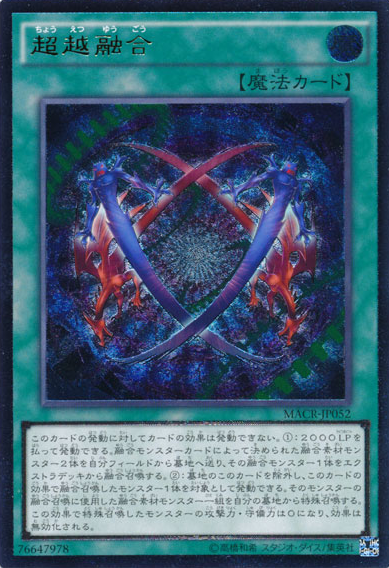 超越融合
【魔法カード】
MACR-JP052
このカードの発動に対してカードの効果は発動できない。①：２０００ＬＰを
払って発動できる。融合モンスターカードによって決められた融合素材モン
スター２体を自分フィールドから墓地へ送り、その融合モンスター１体をエク
ストラデッキから融合召喚する。②：墓地のこのカードを除外し、このカード
の効果で融合召喚したモンスター１体を対象として発動できる。そのモンスターの
融合召喚に使用した融合素材モンスター一組を自分の墓地から特殊召喚する。
この効果で特殊召喚したモンスターの攻撃力・守備力は０になり、効果は
無効化される。
76647978
©高橋和希 スタジオ・ダイス/集英社